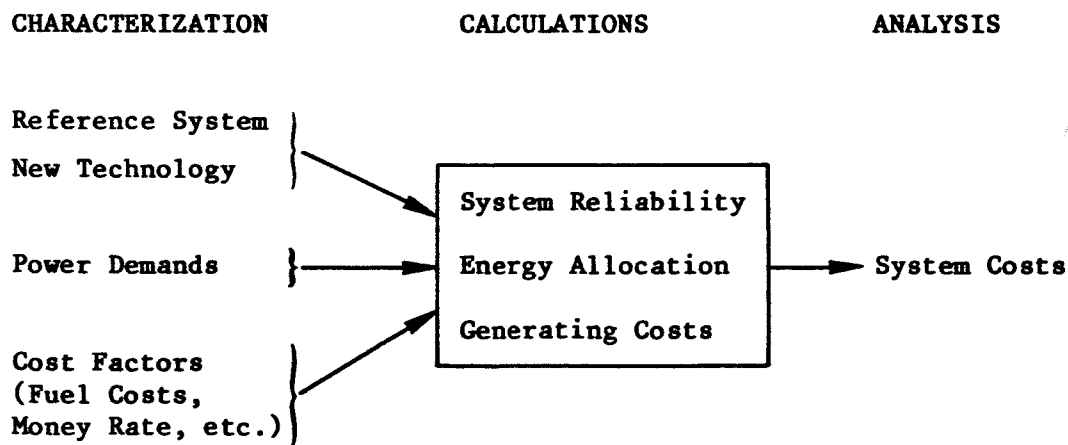 CHARACTERIZATION
CALCULATIONS
ANALYSIS
Reference System
New Technology
Power Demands
Cost Factors
(Fuel Costs,
Money Rate, etc.)
System Reliability
Energy Allocation
Generating Costs
System Costs